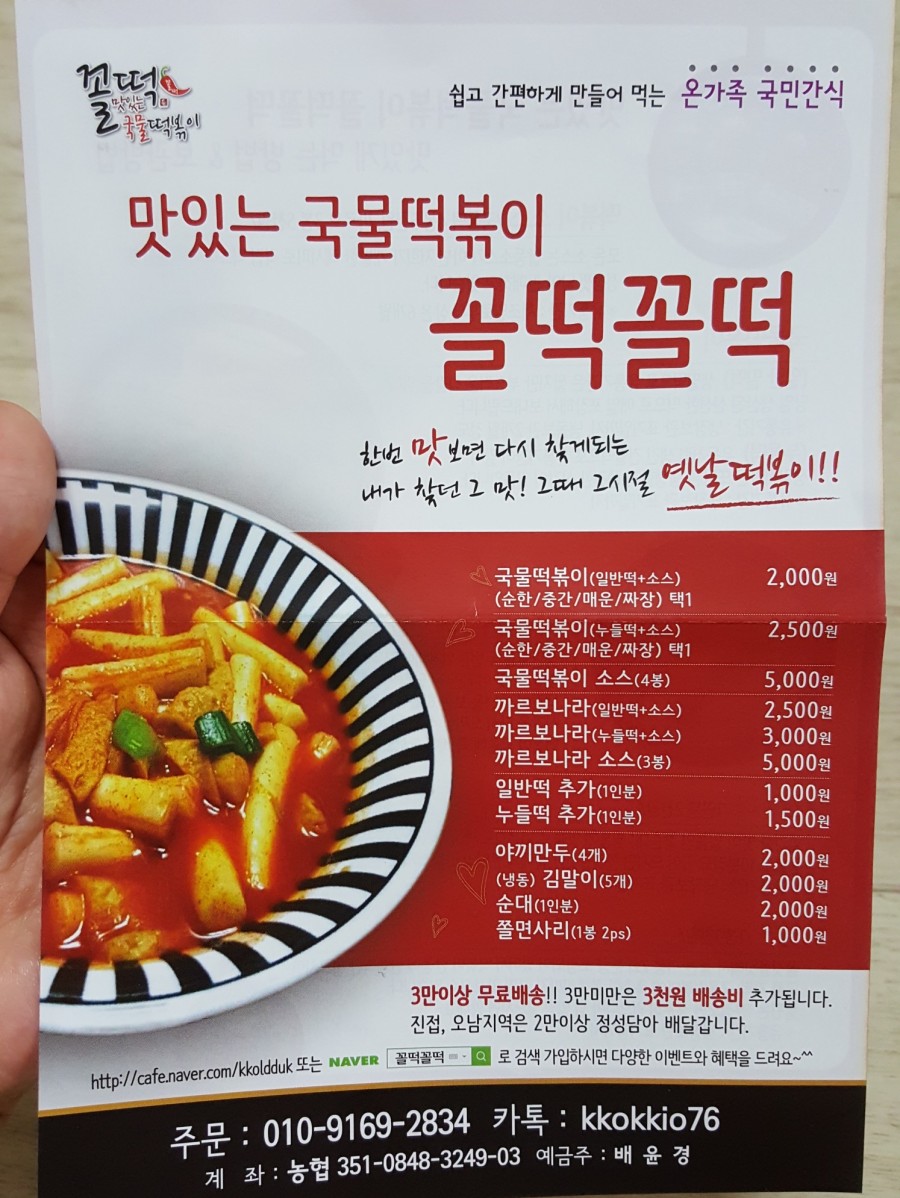 꼴떡
맛있는
국물떡볶이
쉽고 간편하게 만들어 먹는 온가족 국민간식
맛있는 국물떡볶이
꼴떡꼴떡
한번 맛보면 다시 찾게되는
내가 찾던 그 맛! 그때 그시절 옛날떡볶이!!
국물떡볶이(일반떡+소스) 2,000원
(순한/중간/매운/짜장) 택1
국물떡볶이(누들떡+소스) 2,500원
(순한/중간/매운/짜장) 택1
국물떡볶이 소스(4봉) 5,000원
까르보나라(일반떡+소스) 2,500원
까르보나라(누들떡+소스) 3,000원
까르보나라 소스(3봉) 5,000원
일반떡 추가(1인분) 1,000원
누들떡 추가(1인분) 1,500원
야끼만두(4개) 2,000원
(냉동) 김말이(5개) 2,000원
순대(1인분) 2,000원
쫄면사리(1봉 2ps) 1,000원
3만이상 무료배송!! 3만미만은 3천원 배송비 추가됩니다.
진접, 오남지역은 2만이상 정성담아 배달갑니다.
http://cafe.naver.com/kkoldduk 또는 NAVER 꼴떡꼴떡 로 검색 가입하시면 다양한 이벤트와 혜택을 드려요~^^
주문 : 010-9169-2834 카톡 : kkokkio76
계 좌 : 농협 351-0848-3249-03 예금주 : 배 윤 경